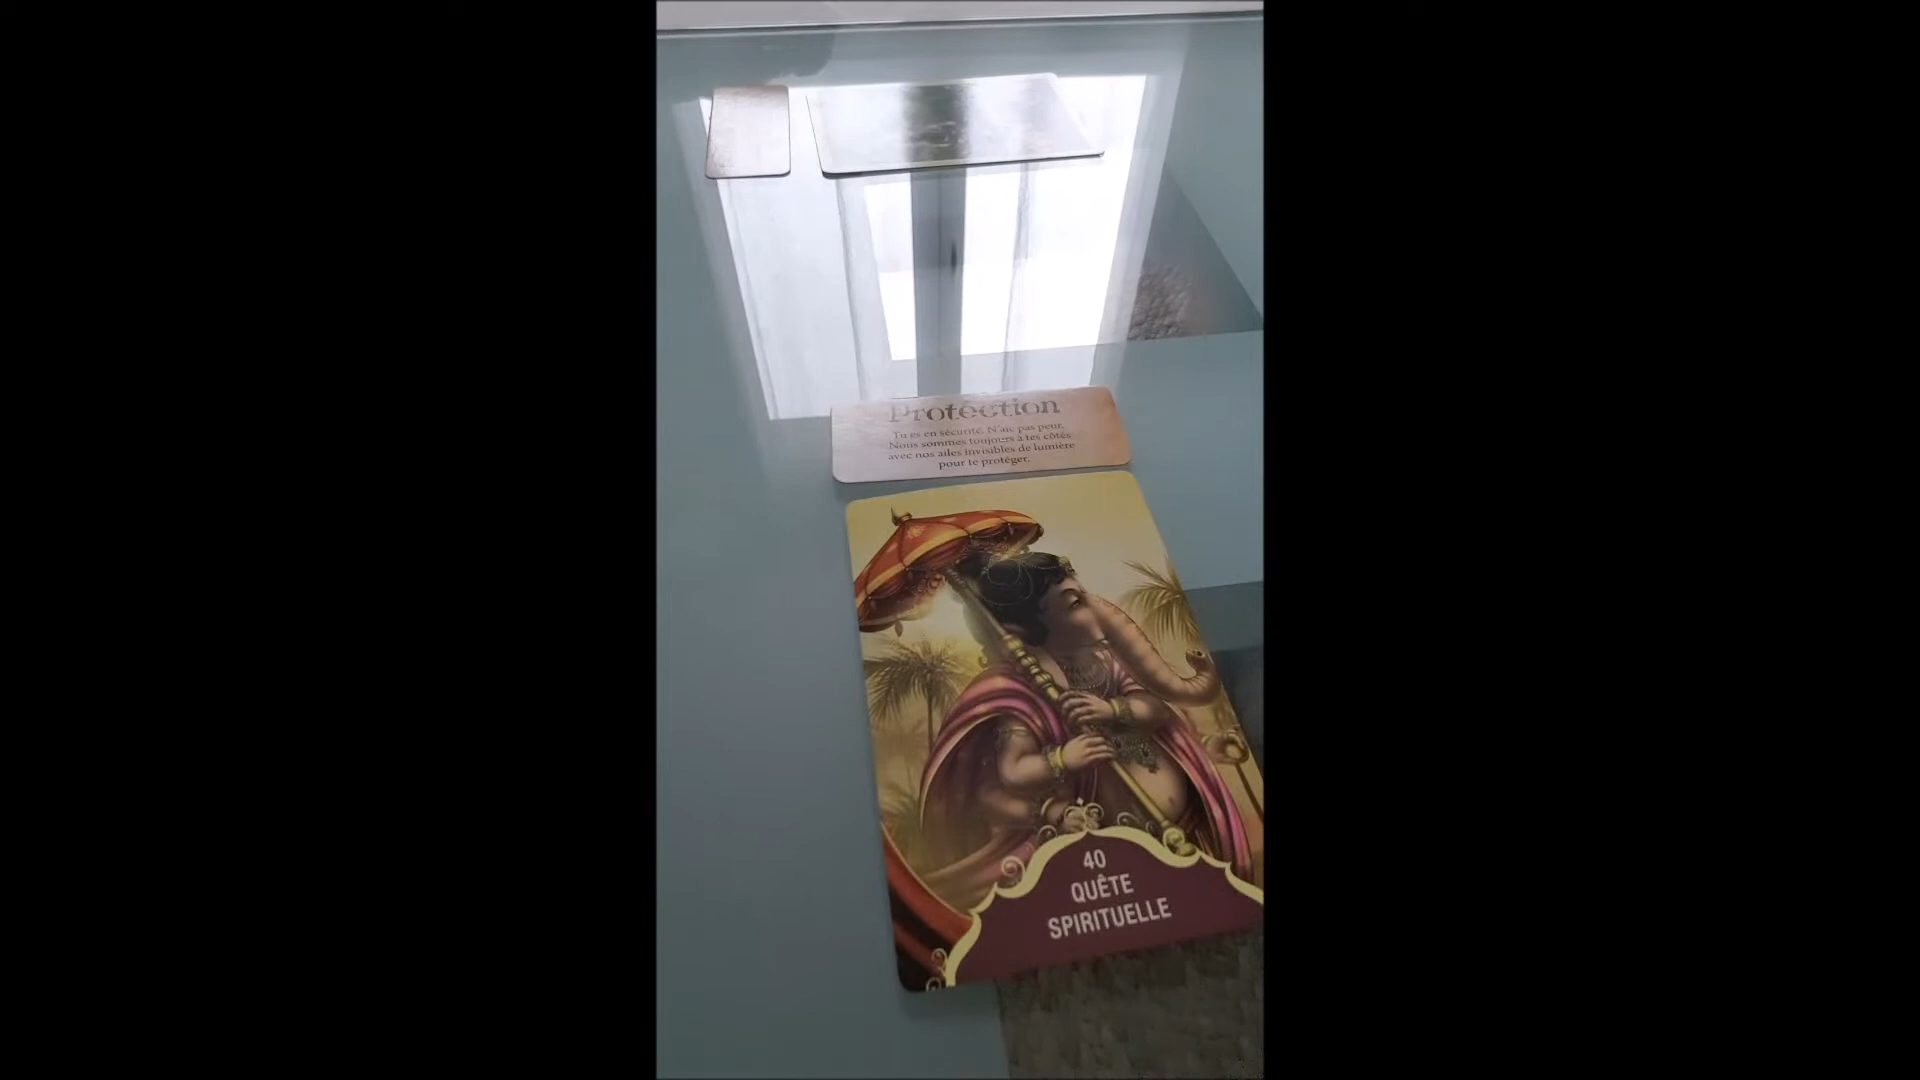 Protection
Tu es en sécurité. N'aie pas peur.
Nous sommes toujours à tes côtés
avec nos ailes invisibles de lumière
pour te protéger.
40
QUÊTE
SPIRITUELLE